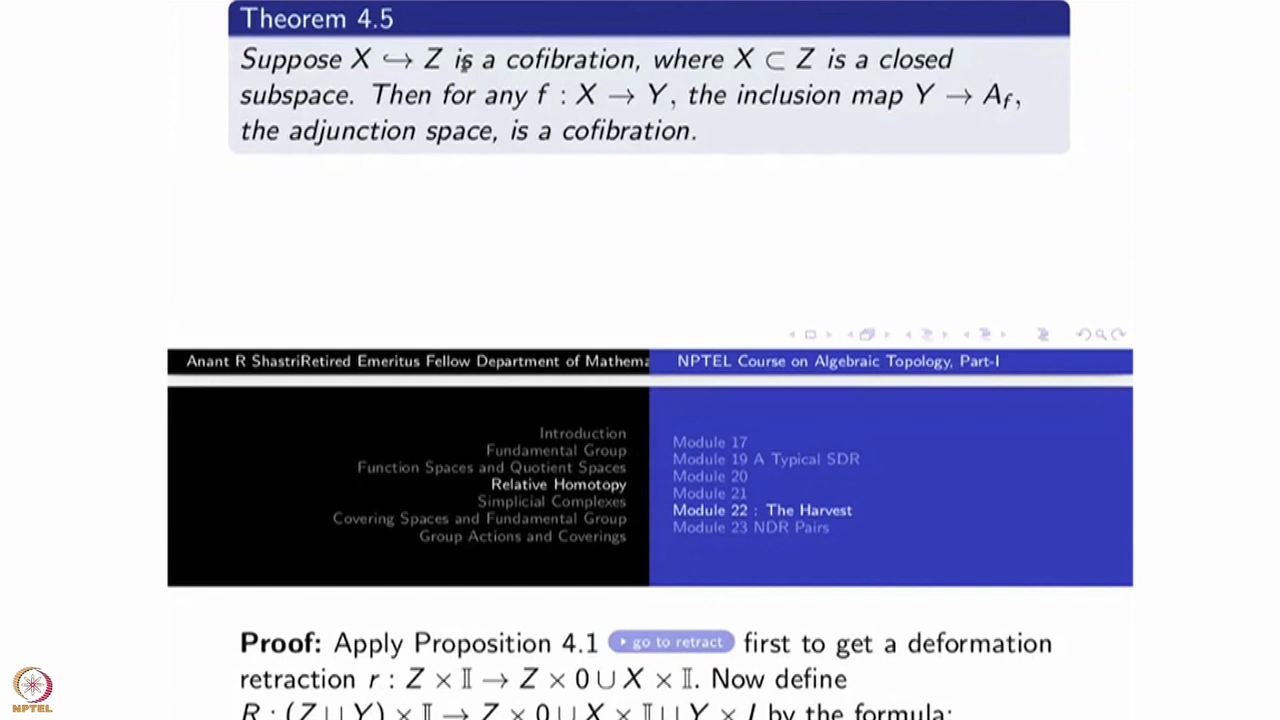 Theorem 4.5
Suppose X ↪ Z is a cofibration, where X ⊂ Z is a closed
subspace. Then for any f : X → Y, the inclusion map Y → A_f,
the adjunction space, is a cofibration.
Anant R ShastriRetired Emeritus Fellow Department of Mathema
NPTEL Course on Algebraic Topology, Part-I
Introduction
Fundamental Group
Function Spaces and Quotient Spaces
Relative Homotopy
Simplicial Complexes
Covering Spaces and Fundamental Group
Group Actions and Coverings
Module 17
Module 19 A Typical SDR
Module 20
Module 21
Module 22 : The Harvest
Module 23 NDR Pairs
Proof: Apply Proposition 4.1 go to retract first to get a deformation
retraction r : Z × 𝕀 → Z × 0 ∪ X × 𝕀. Now define
R : (Z ⊔ Y) × 𝕀 → Z × 0 ∪ X × 𝕀 ⊔ Y × I by the formula:
NPTEL